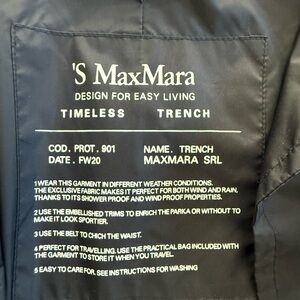 'S MaxMara
DESIGN FOR EASY LIVING
TIMELESS TRENCH
COD. PROT. 901 NAME. TRENCH
DATE. FW20 MAXMARA SRL
1 WEAR THIS GARMENT IN DIFFERENT WEATHER CONDITIONS.
THE EXCLUSIVE FABRIC MAKES IT PERFECT FOR BOTH WIND AND RAIN,
THANKS TO ITS SHOWER PROOF AND WIND PROOF PROPERTIES.
2 USE THE EMBELLISHED TRIMS TO ENRICH THE PARKA OR WITHOUT TO
MAKE IT LOOK SPORTIER.
3 USE THE BELT TO CHICH THE WAIST.
4 PERFECT FOR TRAVELLING. USE THE PRACTICAL BAG INCLUDED WITH
THE GARMENT TO STORE IT WHEN YOU TRAVEL.
5 EASY TO CARE FOR. SEE INSTRUCTIONS FOR WASHING